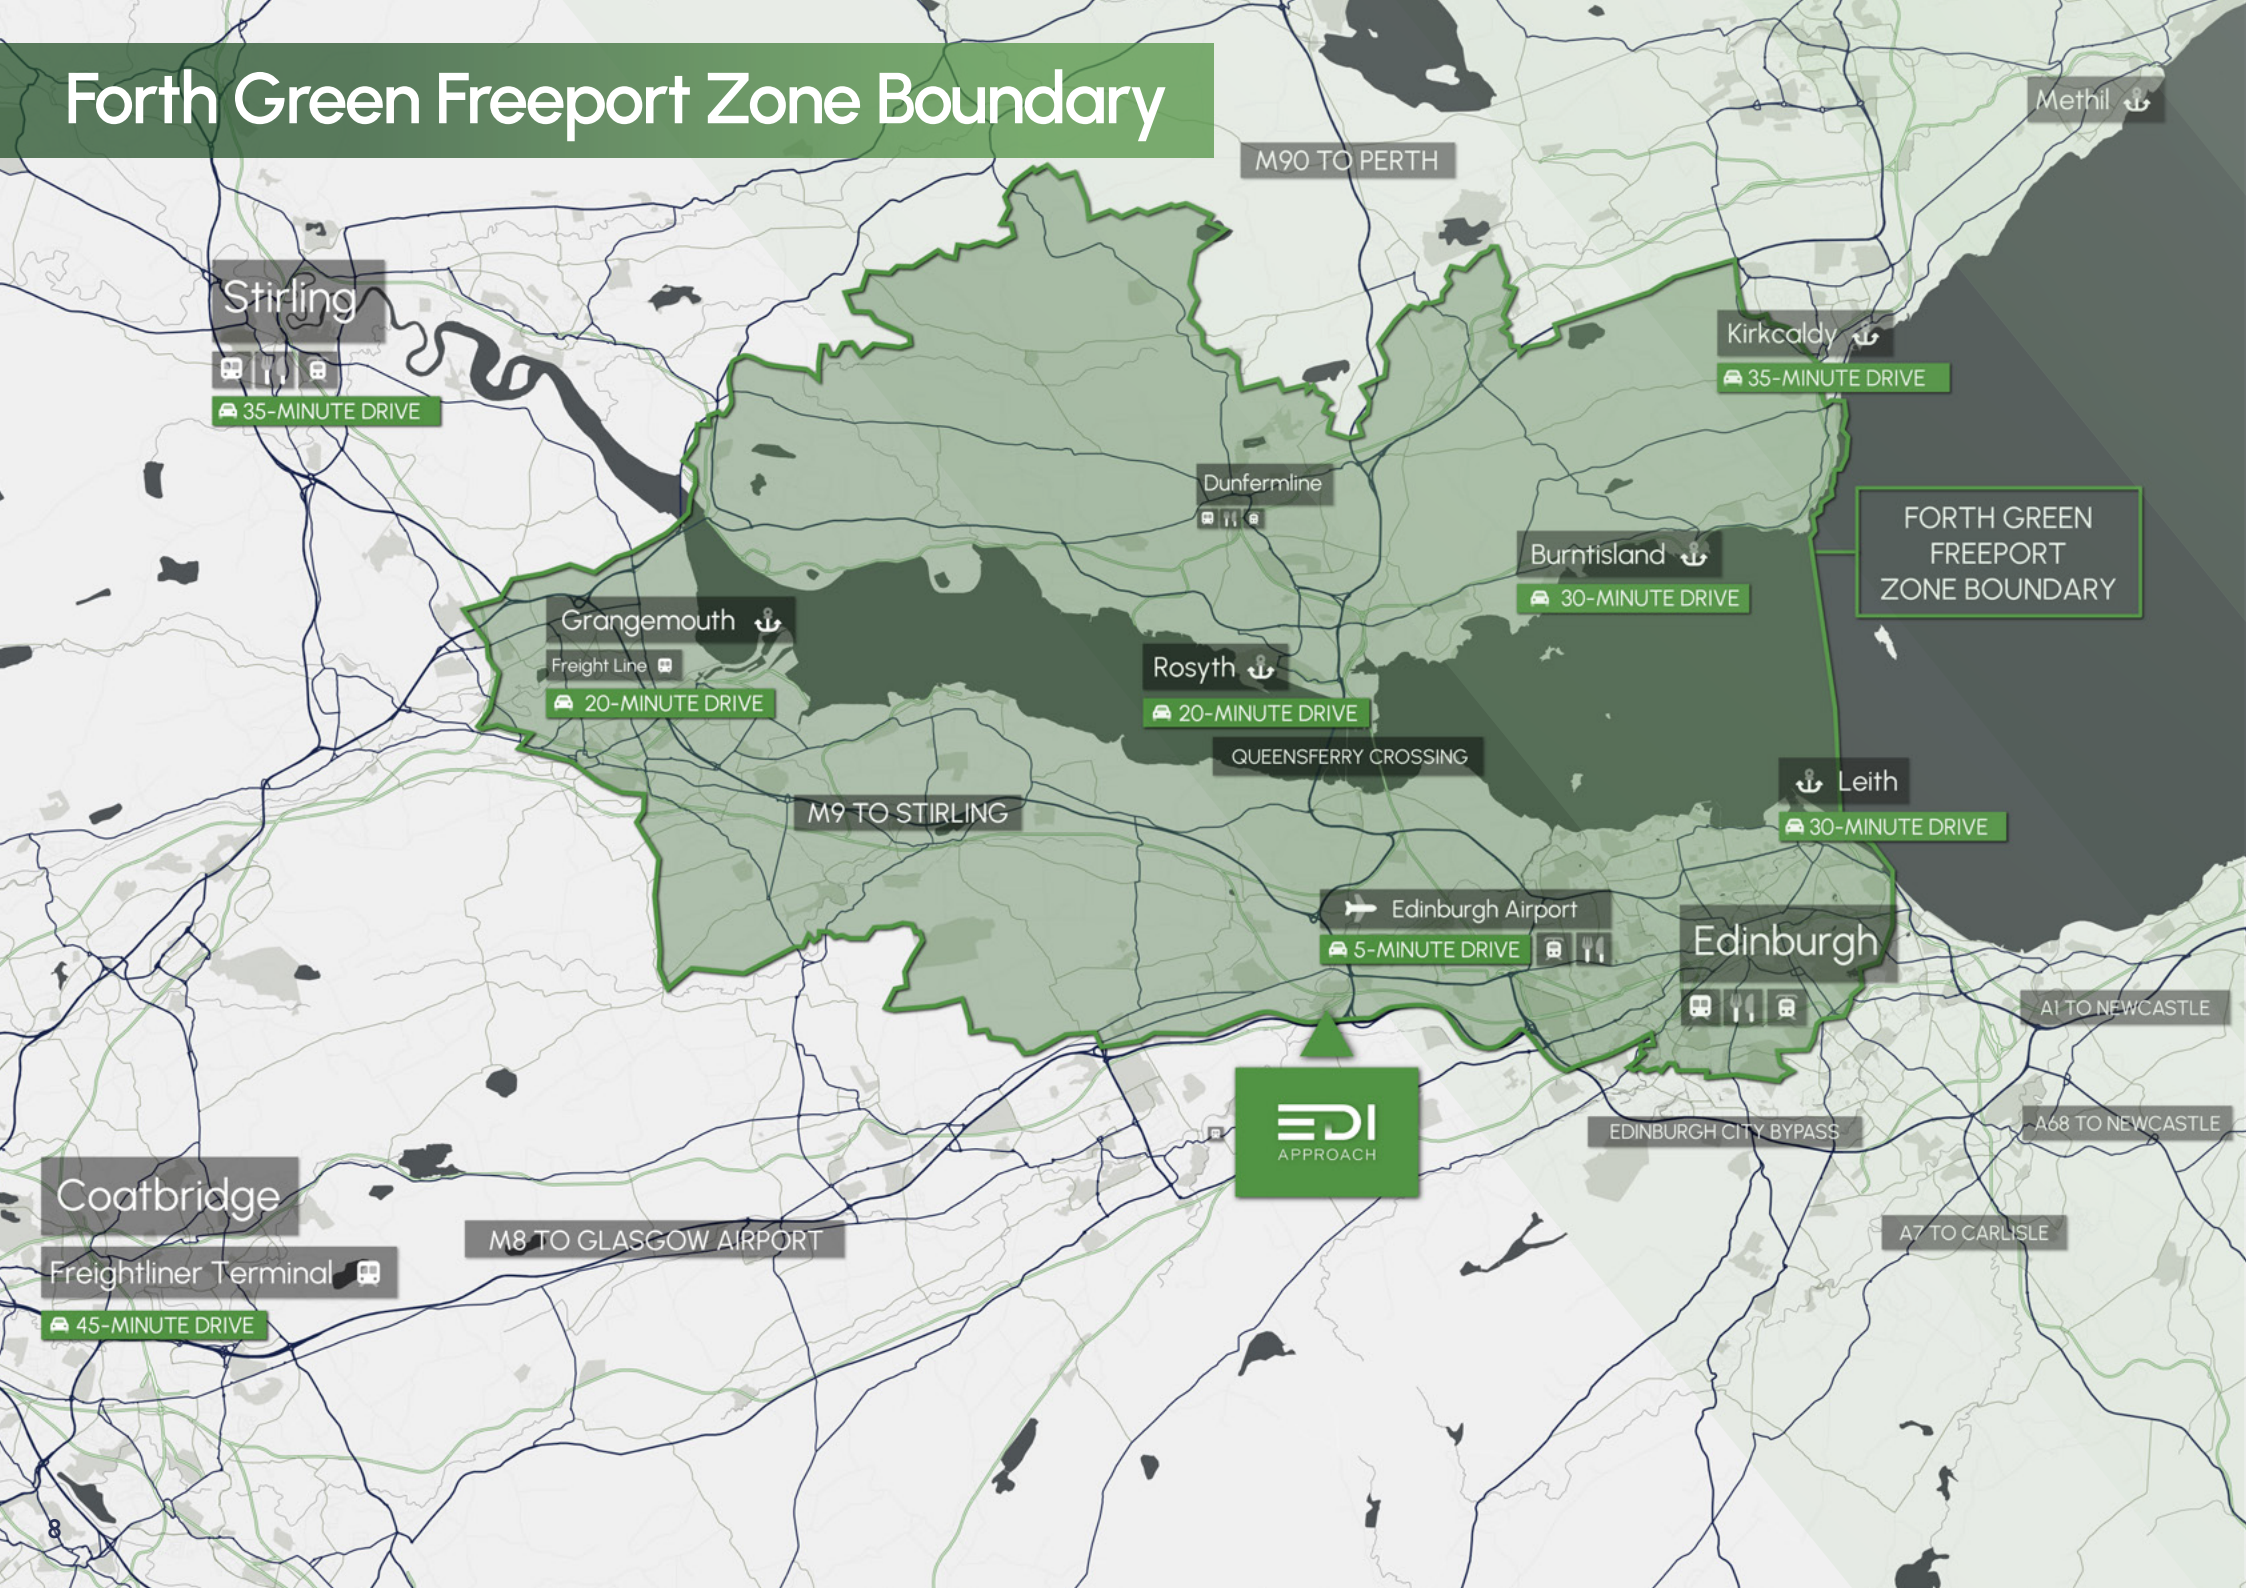 Forth Green Freeport Zone Boundary
Methil
M90 TO PERTH
Stirling
35-MINUTE DRIVE
Kirkcaldy
35-MINUTE DRIVE
Dunfermline
FORTH GREEN
FREEPORT
ZONE BOUNDARY
Burntisland
30-MINUTE DRIVE
Grangemouth
Freight Line
20-MINUTE DRIVE
Rosyth
20-MINUTE DRIVE
QUEENSFERRY CROSSING
Leith
30-MINUTE DRIVE
M9 TO STIRLING
Edinburgh Airport
5-MINUTE DRIVE
Edinburgh
A1 TO NEWCASTLE
EDI
APPROACH
EDINBURGH CITY BYPASS
A68 TO NEWCASTLE
Coatbridge
Freightliner Terminal
45-MINUTE DRIVE
M8 TO GLASGOW AIRPORT
A7 TO CARLISLE